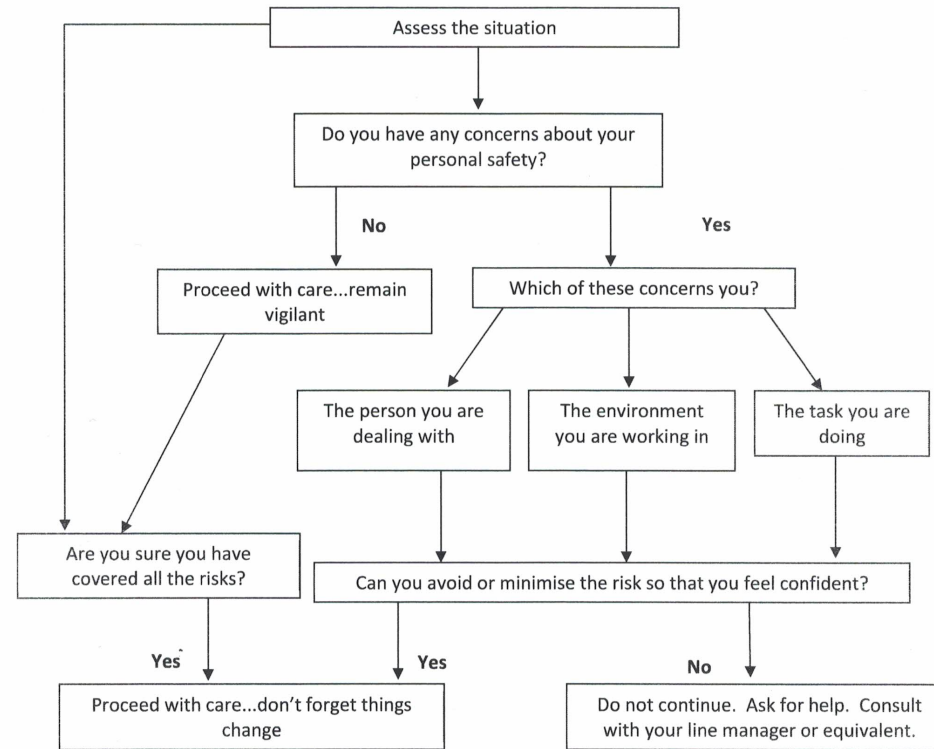 Assess the situation
Do you have any concerns about your
personal safety?
No
Yes
Proceed with care...remain
vigilant
Which of these concerns you?
The person you are
dealing with
The environment
you are working in
The task you are
doing
Are you sure you have
covered all the risks?
Can you avoid or minimise the risk so that you feel confident?
Yes
Yes
No
Proceed with care...don't forget things
change
Do not continue. Ask for help. Consult
with your line manager or equivalent.